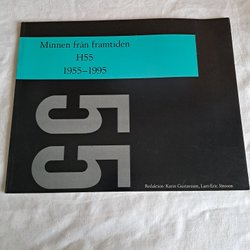 Minnen från framtiden
H55
1955–1995
55
Redaktion: Karin Gustavsson, Lars-Eric Jönsson